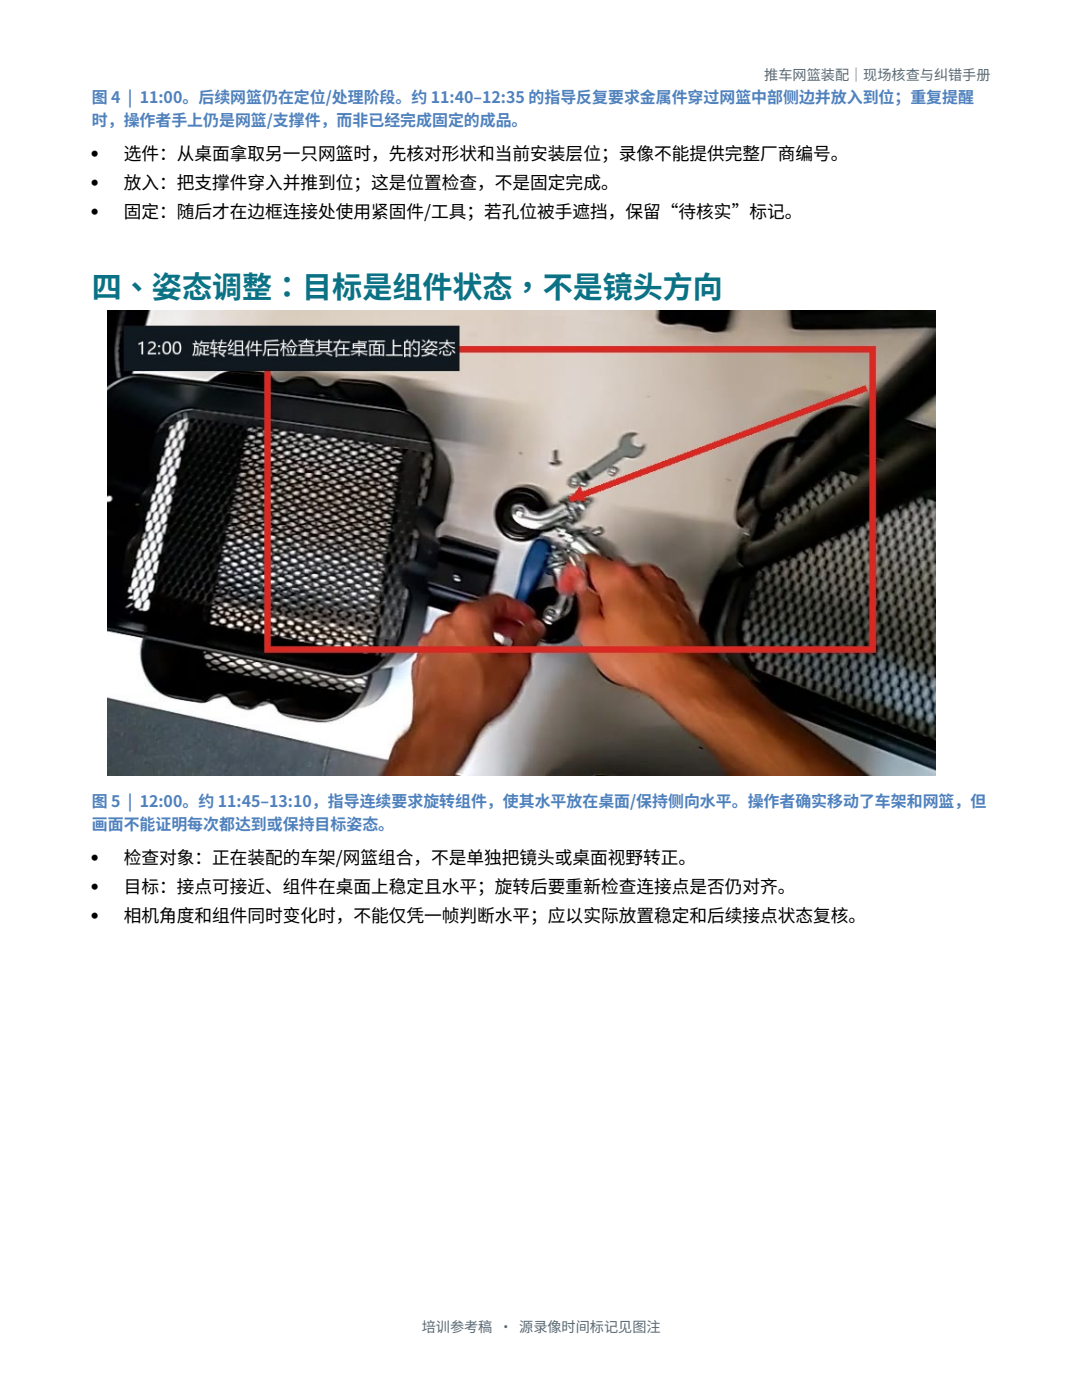 推车网篮装配｜现场核查与纠错手册
图 4 ｜ 11:00。后续网篮仍在定位/处理阶段。约 11:40–12:35 的指导反复要求金属件穿过网篮中部侧边并放入到位；重复提醒
时，操作者手上仍是网篮/支撑件，而非已经完成固定的成品。
• 选件：从桌面拿取另一只网篮时，先核对形状和当前安装层位；录像不能提供完整厂商编号。
• 放入：把支撑件穿入并推到位；这是位置检查，不是固定完成。
• 固定：随后才在边框连接处使用紧固件/工具；若孔位被手遮挡，保留“待核实”标记。
四、姿态调整：目标是组件状态，不是镜头方向
12:00 旋转组件后检查其在桌面上的姿态
图 5 ｜ 12:00。约 11:45–13:10，指导连续要求旋转组件，使其水平放在桌面/保持侧向水平。操作者确实移动了车架和网篮，但
画面不能证明每次都达到或保持目标姿态。
• 检查对象：正在装配的车架/网篮组合，不是单独把镜头或桌面视野转正。
• 目标：接点可接近、组件在桌面上稳定且水平；旋转后要重新检查连接点是否仍对齐。
• 相机角度和组件同时变化时，不能仅凭一帧判断水平；应以实际放置稳定和后续接点状态复核。
培训参考稿 · 源录像时间标记见图注